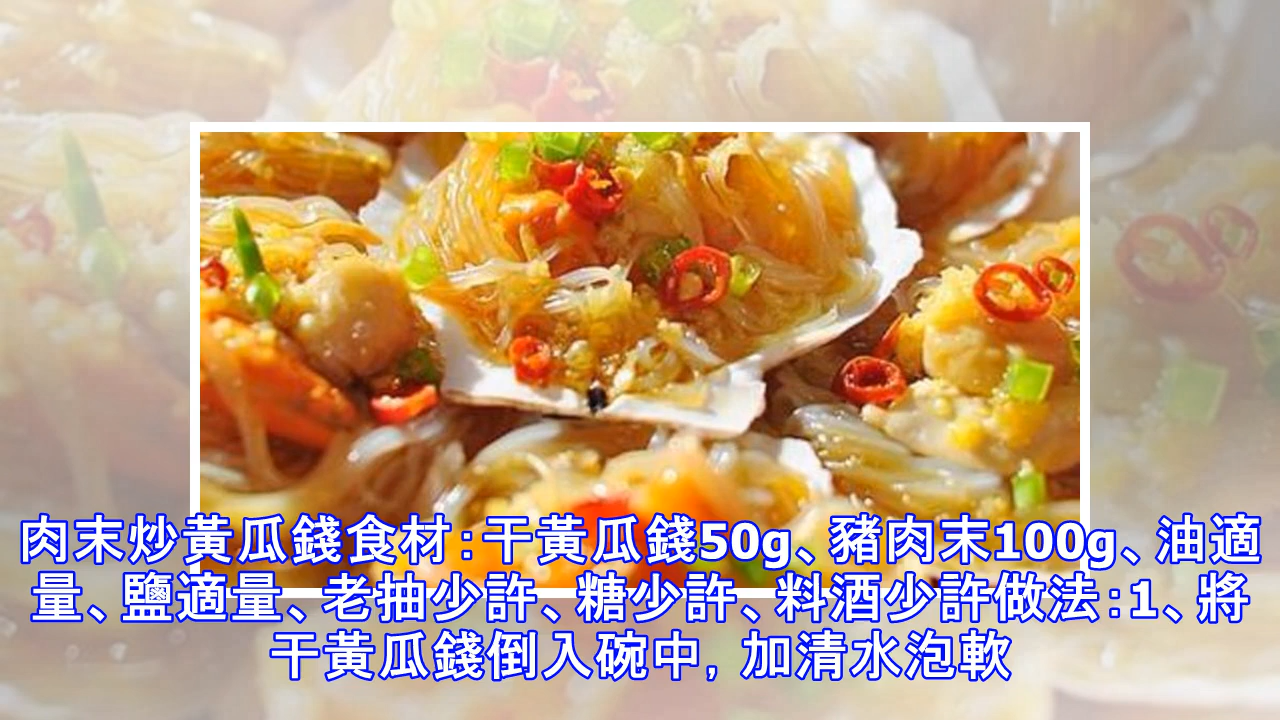 肉末炒黃瓜錢食材：干黃瓜錢50g、豬肉末100g、油適
量、鹽適量、老抽少許、糖少許、料酒少許做法：1、將
干黃瓜錢倒入碗中，加清水泡軟